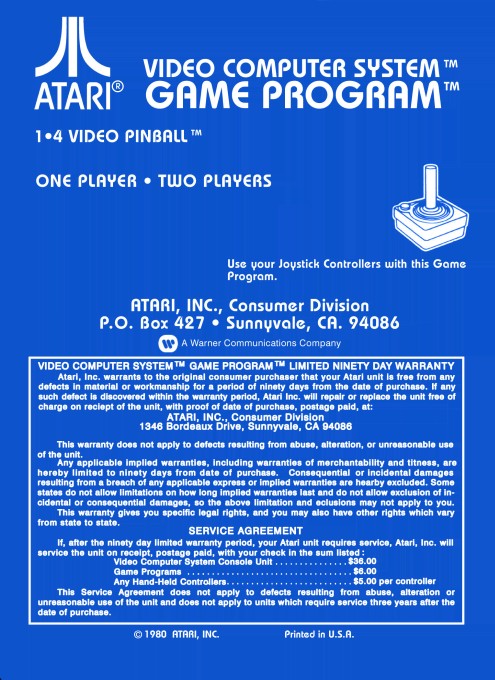 ATARI®
VIDEO COMPUTER SYSTEM™
GAME PROGRAM™
1•4 VIDEO PINBALL™
ONE PLAYER • TWO PLAYERS
Use your Joystick Controllers with this Game
Program.
ATARI, INC., Consumer Division
P.O. Box 427 • Sunnyvale, CA. 94086
A Warner Communications Company
VIDEO COMPUTER SYSTEM™ GAME PROGRAM™ LIMITED NINETY DAY WARRANTY
Atari, Inc. warrants to the original consumer purchaser that your Atari unit is free from any
defects in material or workmanship for a period of ninety days from the date of purchase. If any
such defect is discovered within the warranty period, Atari Inc. will repair or replace the unit free of
charge on reciept of the unit, with proof of date of purchase, postage paid, at:
ATARI, INC., Consumer Division
1346 Bordeaux Drive, Sunnyvale, CA 94086
This warranty does not apply to defects resulting from abuse, alteration, or unreasonable use
of the unit.
Any applicable implied warranties, including warranties of merchantability and titness, are
hereby limited to ninety days from date of purchase. Consequential or incidental damages
resulting from a breach of any applicable express or implied warranties are hearby excluded. Some
states do not allow limitations on how long implied warranties last and do not allow exclusion of in-
cidental or consequential damages, so the above limitation and eclusions may not apply to you.
This warranty gives you specific legal rights, and you may also have other rights which vary
from state to state.
SERVICE AGREEMENT
If, after the ninety day limited warranty period, your Atari unit requires service, Atari, Inc. will
service the unit on receipt, postage paid, with your check in the sum listed :
Video Computer System Console Unit . . . . . . . . . . . . . . . $36.00
Game Programs . . . . . . . . . . . . . . . . . . . . . . . . . . . . . . $6.00
Any Hand-Held Controllers. . . . . . . . . . . . . . . . . . . . . . . $5.00 per controller
This Service Agreement does not apply to defects resulting from abuse, alteration or
unreasonable use of the unit and does not apply to units which require service three years after the
date of purchase.
© 1980 ATARI, INC. Printed in U.S.A.